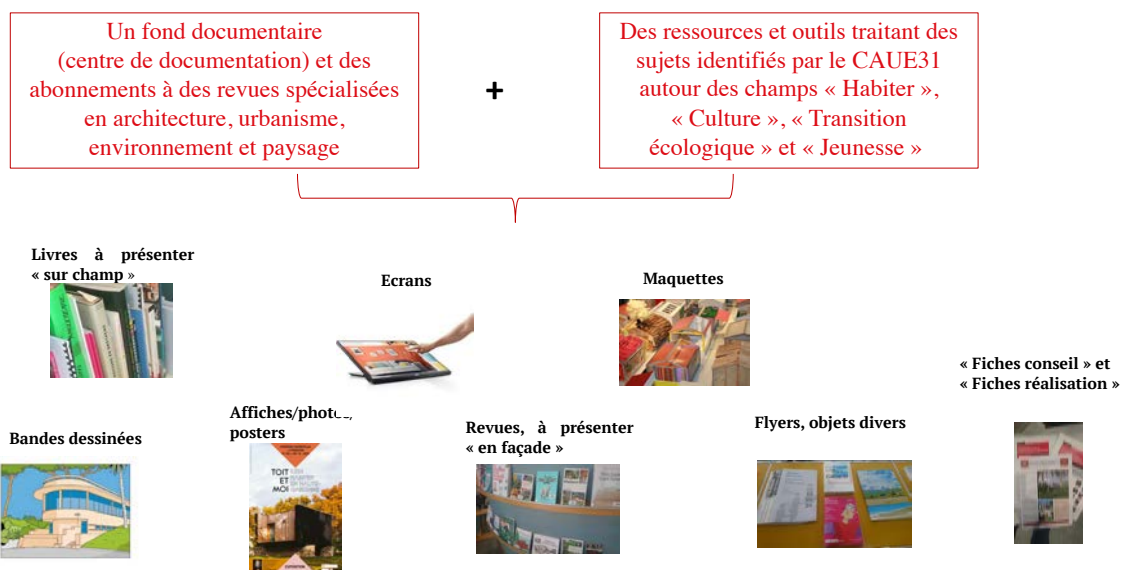 Un fond documentaire
(centre de documentation) et des
abonnements à des revues spécialisées
en architecture, urbanisme,
environnement et paysage
+
Des ressources et outils traitant des
sujets identifiés par le CAUE31
autour des champs « Habiter »,
« Culture », « Transition
écologique » et « Jeunesse »
Livres à présenter
« sur champ »
Ecrans
Maquettes
« Fiches conseil » et
« Fiches réalisation »
Bandes dessinées
Affiches/photos,
posters
Revues, à présenter
« en façade »
Flyers, objets divers
TOIT
ET
MOI
EXPOSITION